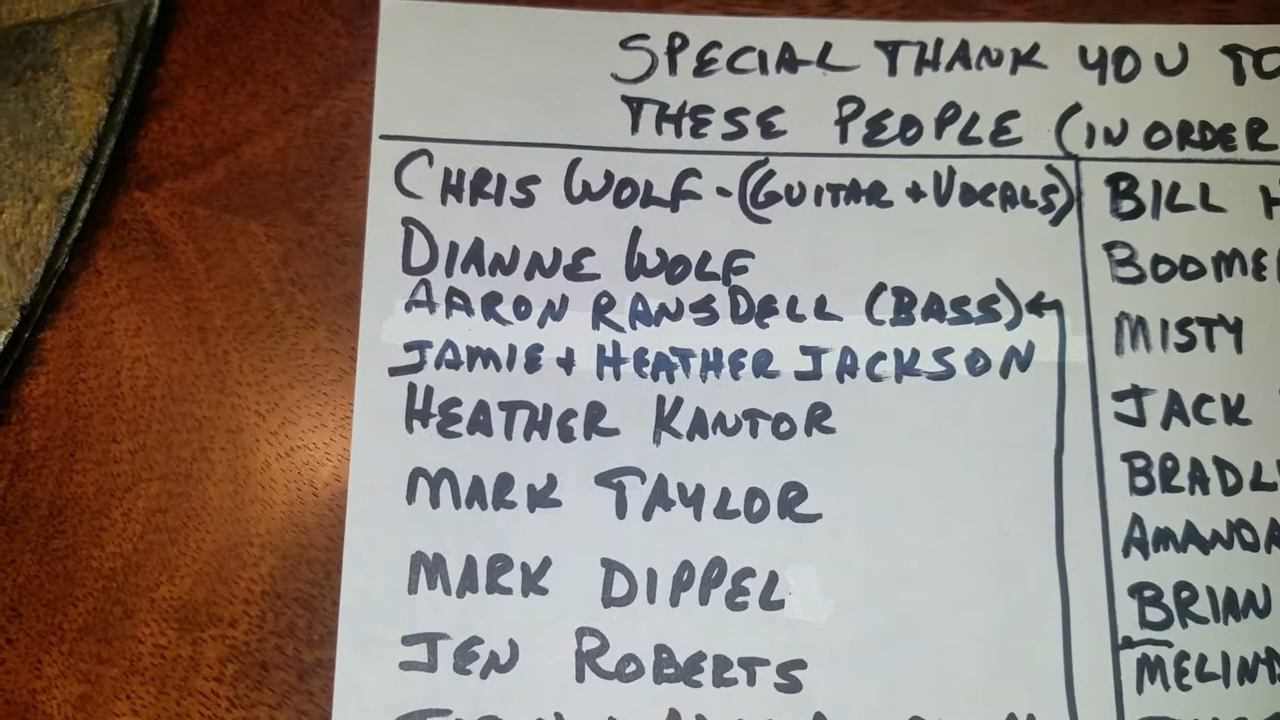 SPECIAL THANK YOU TO
THESE PEOPLE (IN ORDER
CHRIS WOLF - (GUITAR + VOCALS)
DIANNE WOLF
AARON RANSDELL (BASS)
JAMIE + HEATHER JACKSON
HEATHER KANTOR
MARK TAYLOR
MARK DIPPEL
JEN ROBERTS
BILL
MISTY
JACK
BRIAN